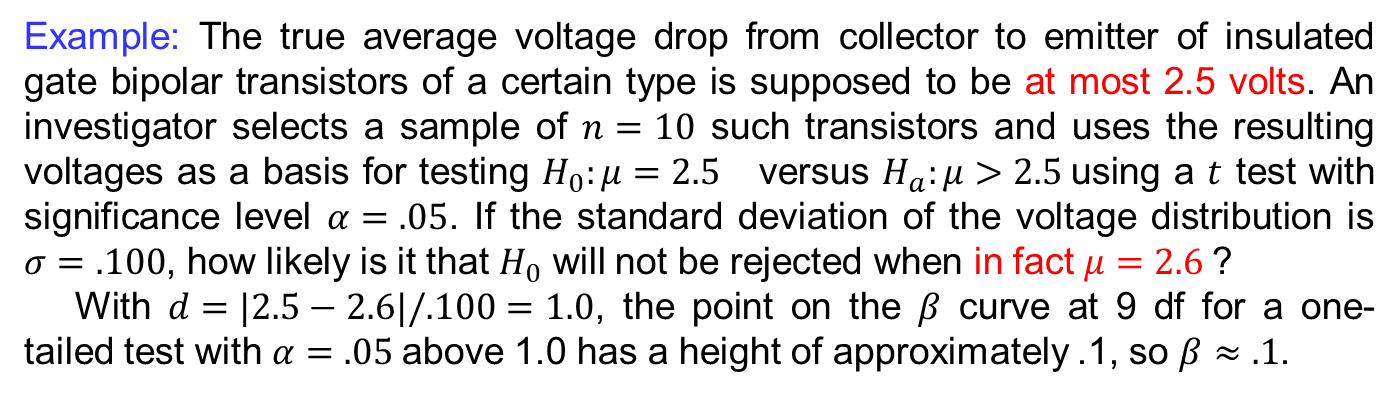 Example: The true average voltage drop from collector to emitter of insulated
gate bipolar transistors of a certain type is supposed to be at most 2.5 volts. An
investigator selects a sample of n = 10 such transistors and uses the resulting
voltages as a basis for testing H₀: μ = 2.5 versus Hₐ: μ > 2.5 using a t test with
significance level α = .05. If the standard deviation of the voltage distribution is
σ = .100, how likely is it that H₀ will not be rejected when in fact μ = 2.6 ?
With d = |2.5 − 2.6|/.100 = 1.0, the point on the β curve at 9 df for a one-
tailed test with α = .05 above 1.0 has a height of approximately .1, so β ≈ .1.